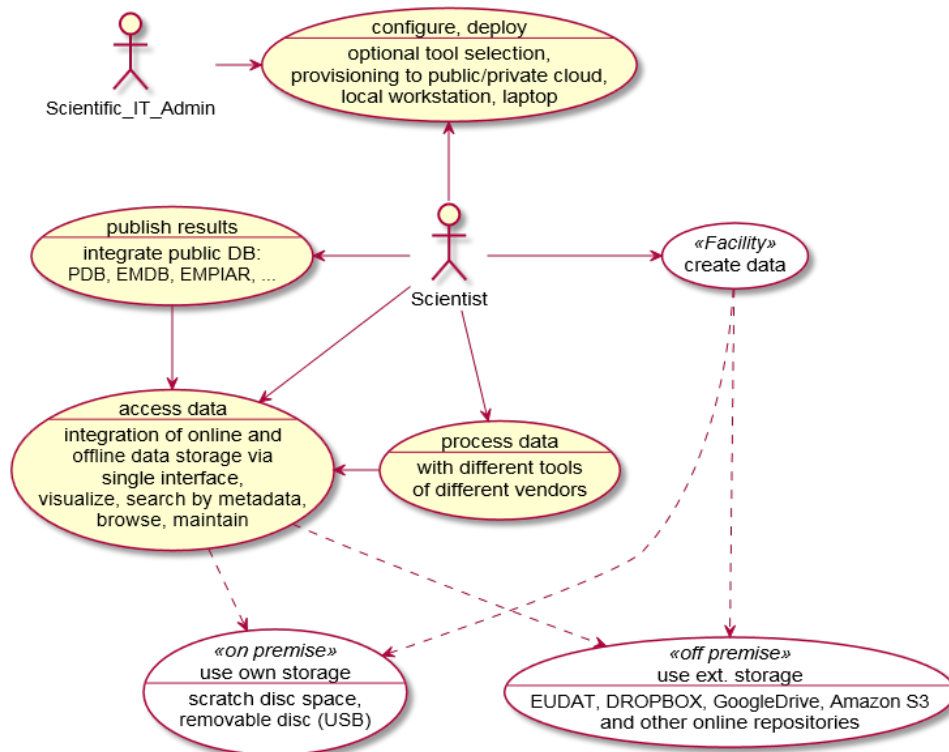 configure, deploy
optional tool selection,
provisioning to public/private cloud,
local workstation, laptop
Scientific_IT_Admin
publish results
integrate public DB:
PDB, EMDB, EMPIAR, ...
Scientist
«Facility»
create data
access data
integration of online and
offline data storage via
single interface,
visualize, search by metadata,
browse, maintain
process data
with different tools
of different vendors
«on premise»
use own storage
scratch disc space,
removable disc (USB)
«off premise»
use ext. storage
EUDAT, DROPBOX, GoogleDrive, Amazon S3
and other online repositories